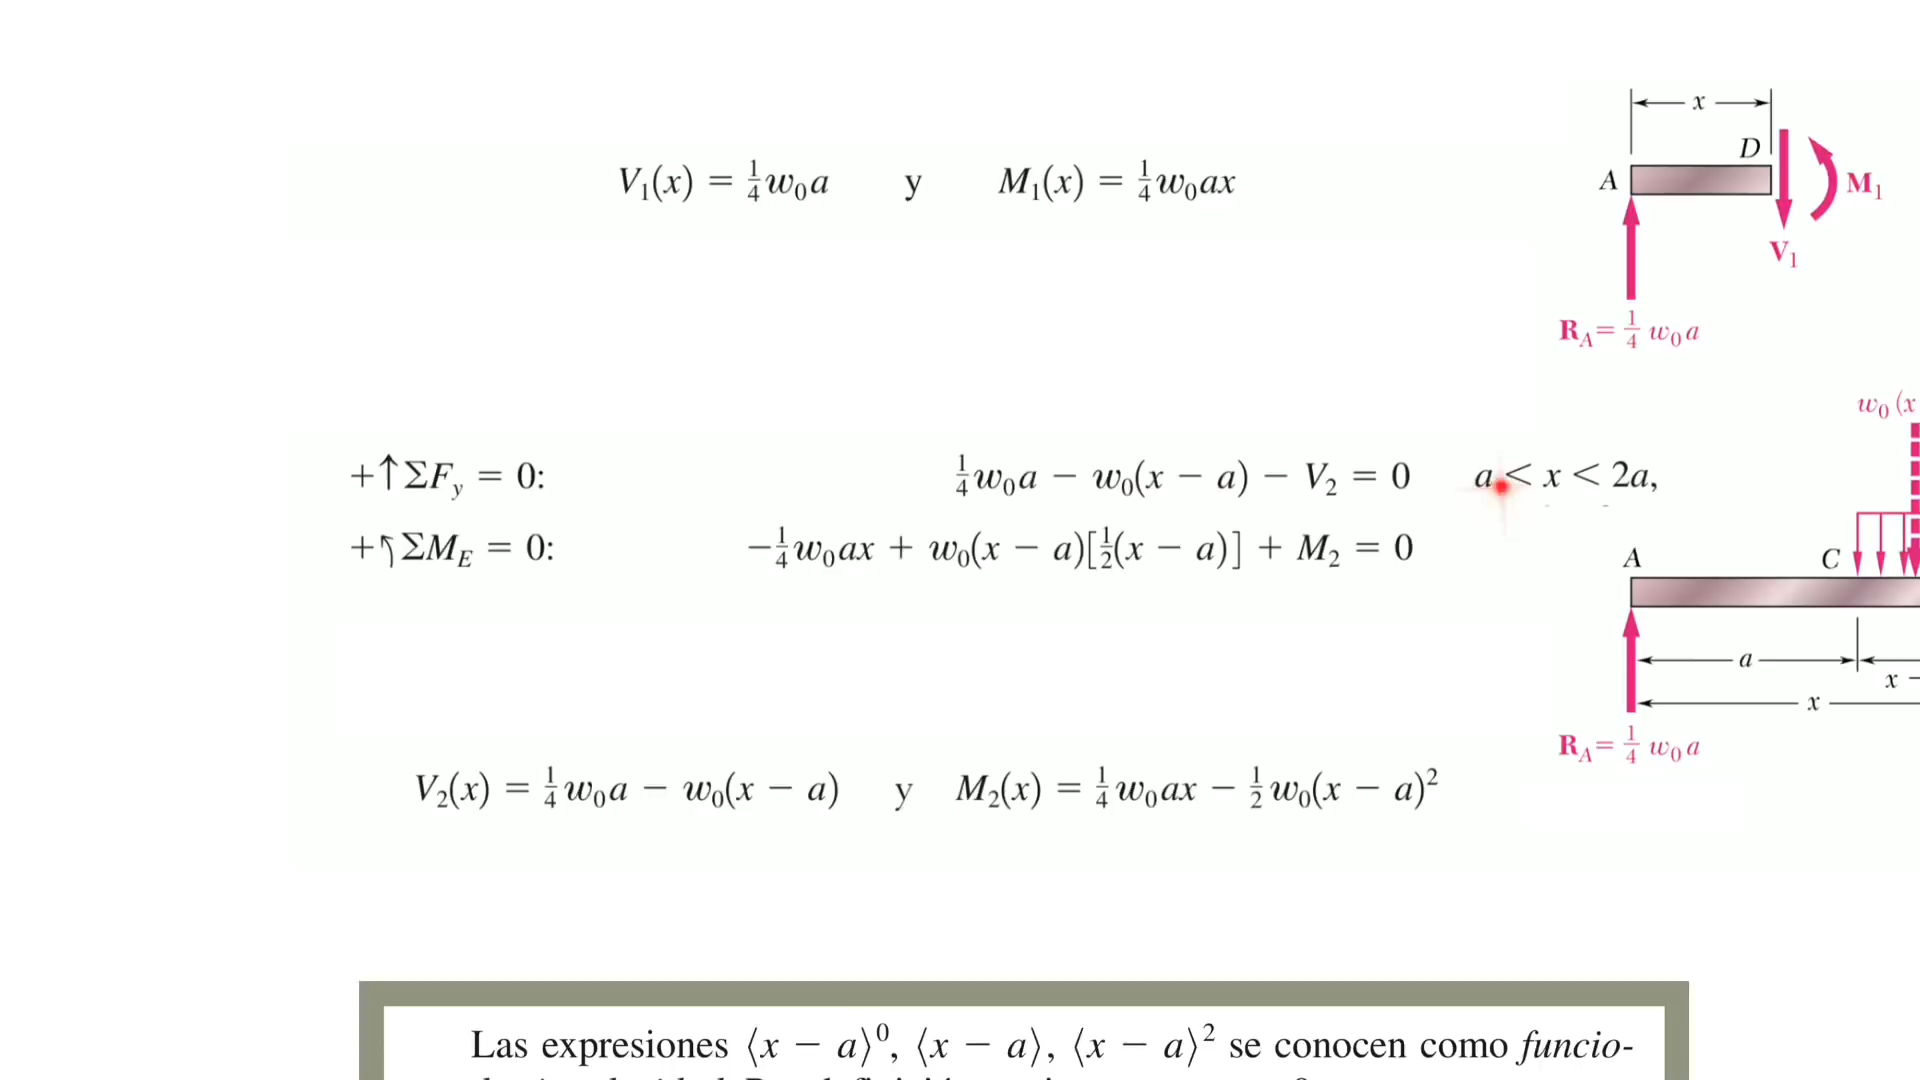 x
D
A
M₁
V₁(x) = ¼w₀a y M₁(x) = ¼w₀ax
V₁
R_A = ¼ w₀a
w₀(x
+↑ΣF_y = 0: ¼w₀a − w₀(x − a) − V₂ = 0 a < x < 2a,
+↰ΣM_E = 0: −¼w₀ax + w₀(x − a)[½(x − a)] + M₂ = 0
A
C
a
x −
x
R_A = ¼ w₀a
V₂(x) = ¼w₀a − w₀(x − a) y M₂(x) = ¼w₀ax − ½w₀(x − a)²
Las expresiones ⟨x − a⟩⁰, ⟨x − a⟩, ⟨x − a⟩² se conocen como funcio-